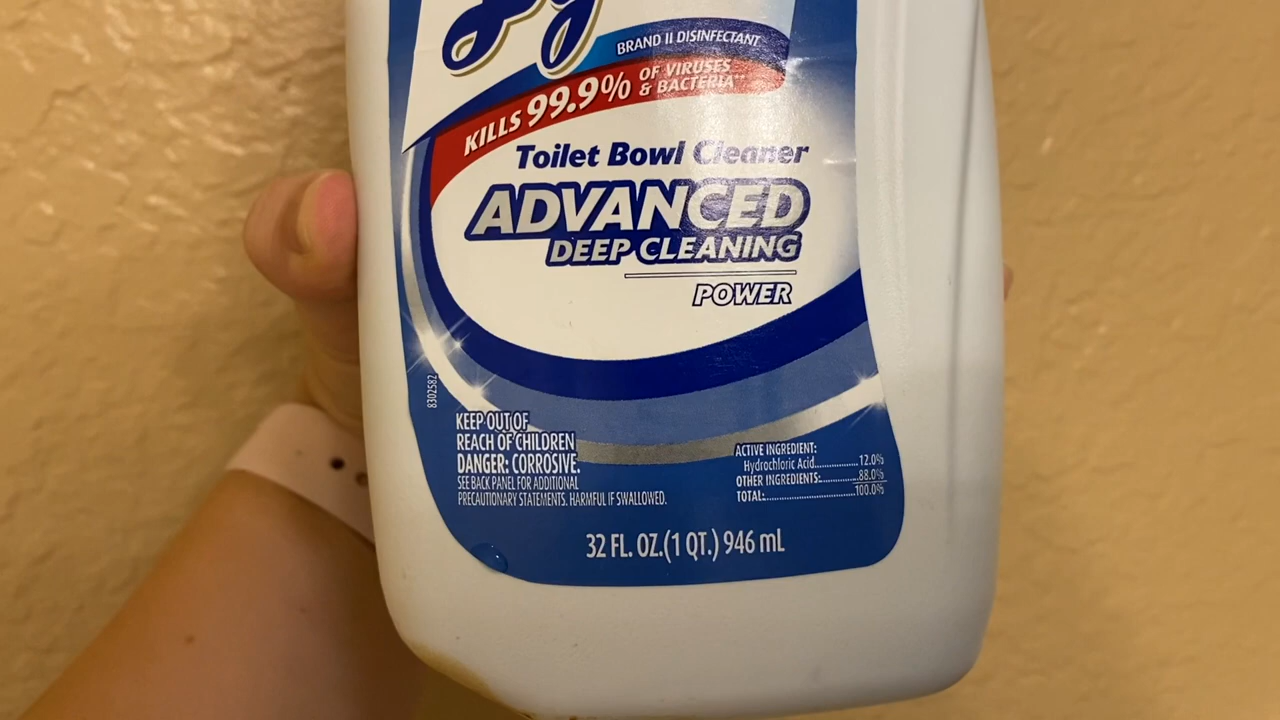 BRAND II DISINFECTANT
KILLS 99.9% OF VIRUSES
& BACTERIA**
Toilet Bowl Cleaner
ADVANCED
DEEP CLEANING
POWER
8302582
KEEP OUT OF
REACH OF CHILDREN
DANGER: CORROSIVE.
SEE BACK PANEL FOR ADDITIONAL
PRECAUTIONARY STATEMENTS. HARMFUL IF SWALLOWED.
ACTIVE INGREDIENT:
Hydrochloric Acid..............12.0%
OTHER INGREDIENTS:............88.0%
TOTAL:.............................100.0%
32 FL. OZ.(1 QT.) 946 mL